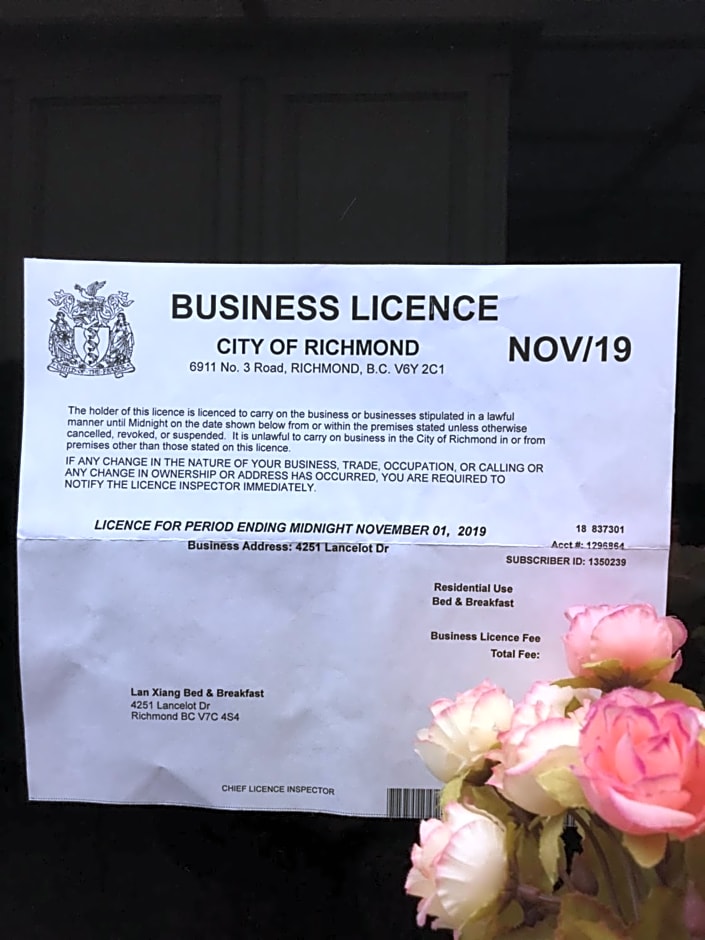 BUSINESS LICENCE
CITY OF RICHMOND
NOV/19
6911 No. 3 Road, RICHMOND, B.C. V6Y 2C1
The holder of this licence is licenced to carry on the business or businesses stipulated in a lawful
manner until Midnight on the date shown below from or within the premises stated unless otherwise
cancelled, revoked, or suspended. It is unlawful to carry on business in the City of Richmond in or from
premises other than those stated on this licence.
IF ANY CHANGE IN THE NATURE OF YOUR BUSINESS, TRADE, OCCUPATION, OR CALLING OR
ANY CHANGE IN OWNERSHIP OR ADDRESS HAS OCCURRED, YOU ARE REQUIRED TO
NOTIFY THE LICENCE INSPECTOR IMMEDIATELY.
LICENCE FOR PERIOD ENDING MIDNIGHT NOVEMBER 01, 2019
18 837301
Business Address: 4251 Lancelot Dr
Acct #: 1296864
SUBSCRIBER ID: 1350239
Residential Use
Bed & Breakfast
Business Licence Fee
Total Fee:
Lan Xiang Bed & Breakfast
4251 Lancelot Dr
Richmond BC V7C 4S4
CHIEF LICENCE INSPECTOR